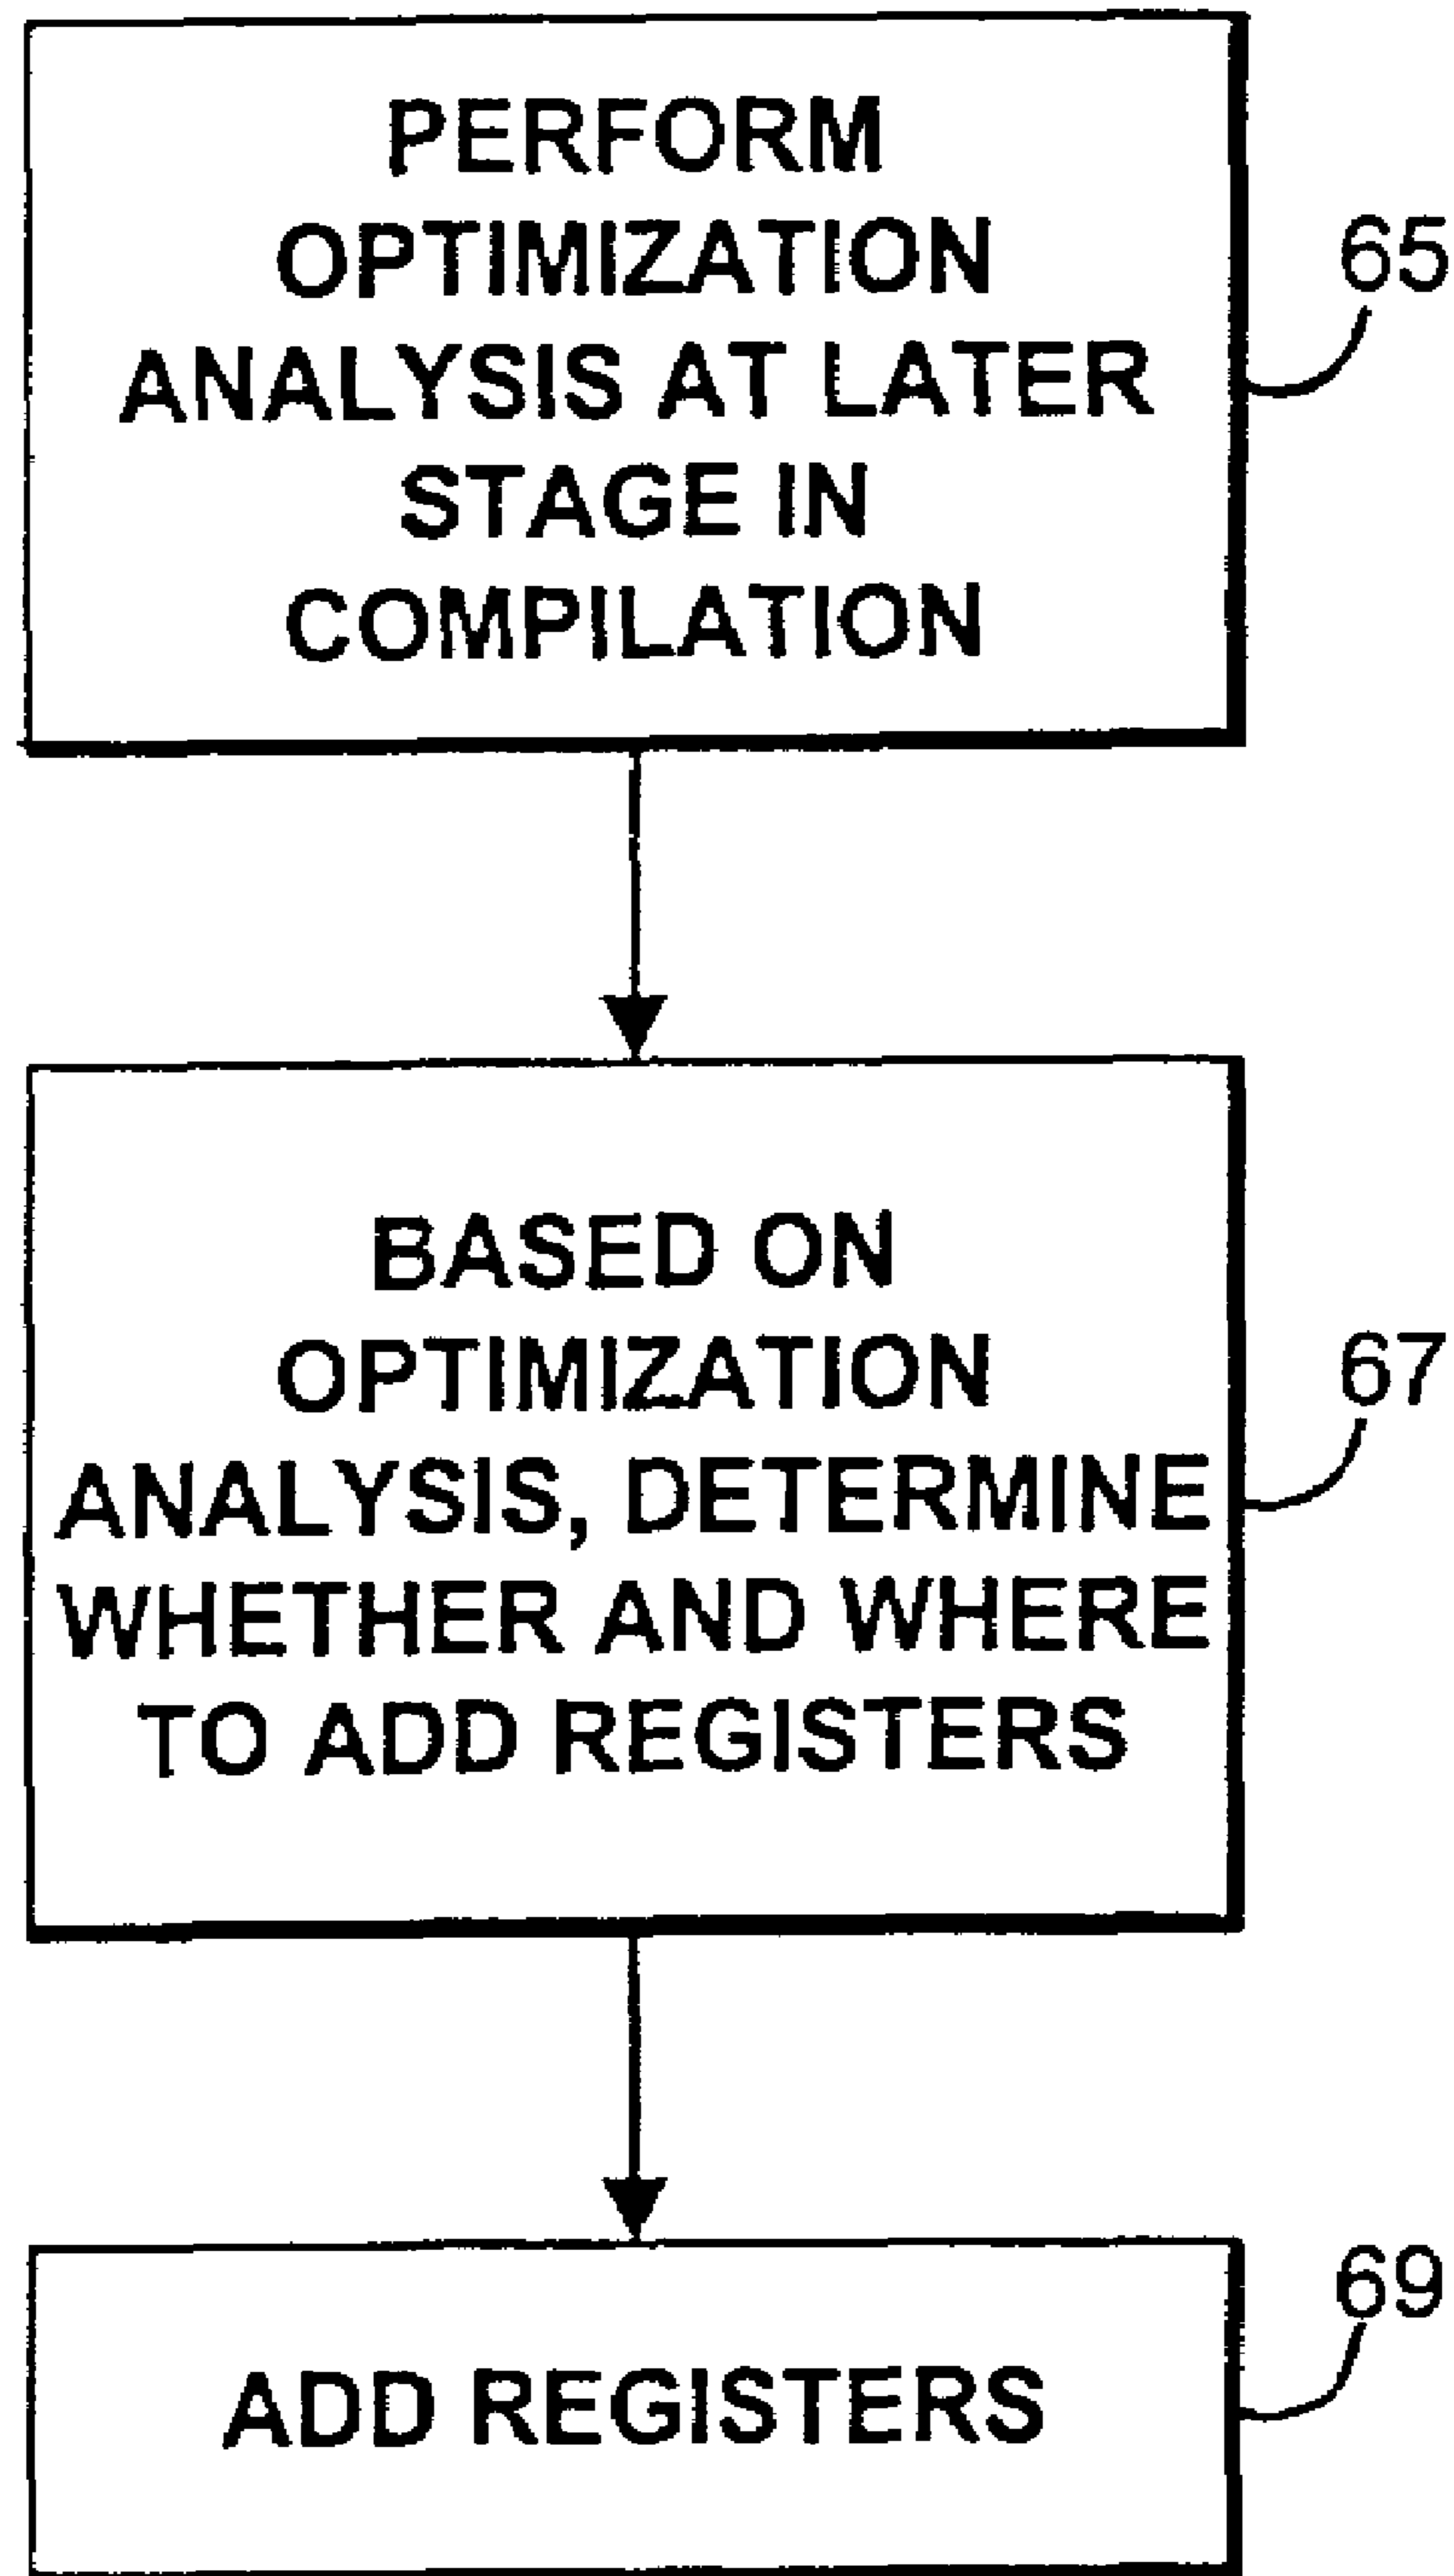 PERFORM
OPTIMIZATION
ANALYSIS AT LATER
STAGE IN
COMPILATION
65
BASED ON
OPTIMIZATION
ANALYSIS, DETERMINE
WHETHER AND WHERE
TO ADD REGISTERS
67
ADD REGISTERS
69